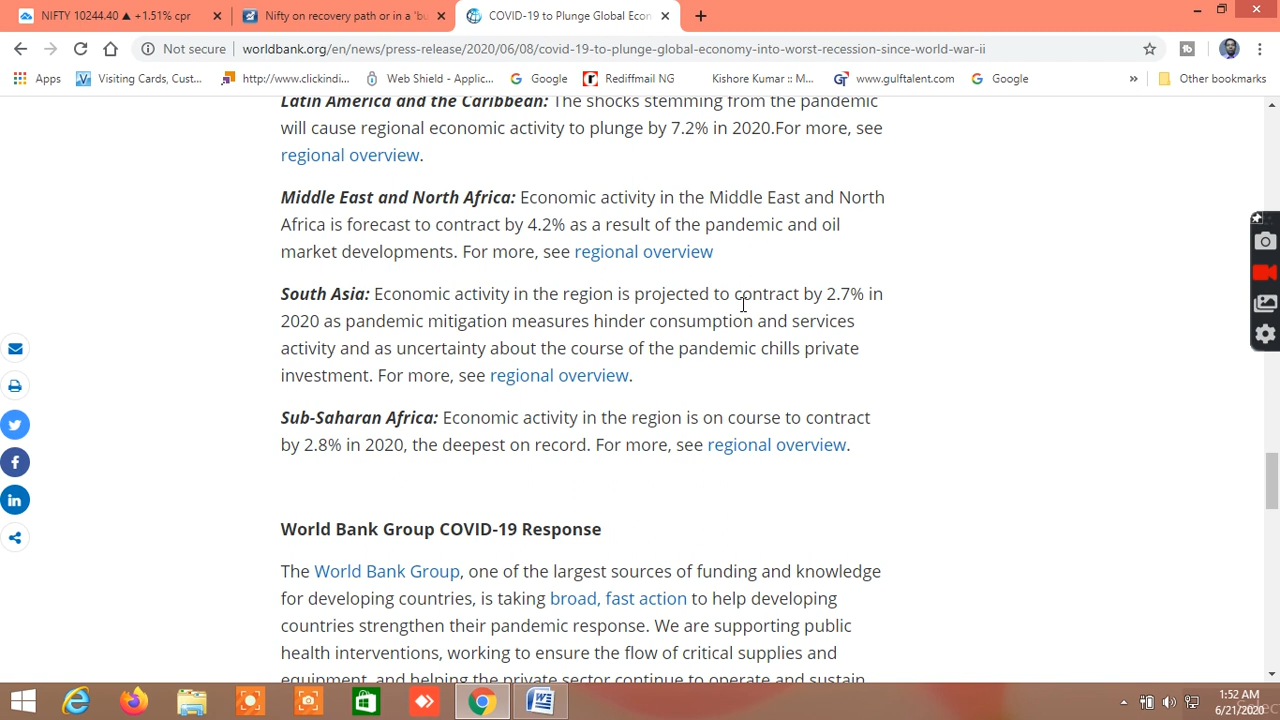 NIFTY 10244.40 ▲ +1.51% cpr
Nifty on recovery path or in a 'bu
COVID-19 to Plunge Global Econ
Not secure
worldbank.org/en/news/press-release/2020/06/08/covid-19-to-plunge-global-economy-into-worst-recession-since-world-war-ii
Apps
Visiting Cards, Cust...
http://www.clickindi...
Web Shield - Applic...
Google
Rediffmail NG
Kishore Kumar :: M...
www.gulftalent.com
Google
»
Other bookmarks
Latin America and the Caribbean: The shocks stemming from the pandemic
will cause regional economic activity to plunge by 7.2% in 2020.For more, see
regional overview.
Middle East and North Africa: Economic activity in the Middle East and North
Africa is forecast to contract by 4.2% as a result of the pandemic and oil
market developments. For more, see regional overview
South Asia: Economic activity in the region is projected to contract by 2.7% in
2020 as pandemic mitigation measures hinder consumption and services
activity and as uncertainty about the course of the pandemic chills private
investment. For more, see regional overview.
Sub-Saharan Africa: Economic activity in the region is on course to contract
by 2.8% in 2020, the deepest on record. For more, see regional overview.
World Bank Group COVID-19 Response
The World Bank Group, one of the largest sources of funding and knowledge
for developing countries, is taking broad, fast action to help developing
countries strengthen their pandemic response. We are supporting public
health interventions, working to ensure the flow of critical supplies and
equipment, and helping the private sector continue to operate and sustain
1:52 AM
6/21/2020